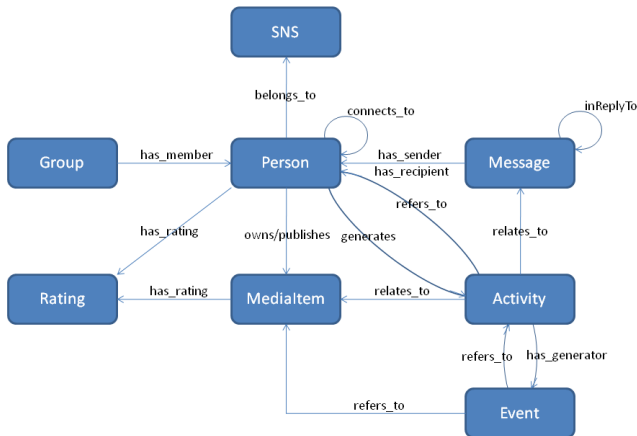 SNS
belongs_to
connects_to
inReplyTo
Group
has_member
Person
has_sender
has_recipient
Message
refers_to
has_rating
owns/publishes
generates
relates_to
Rating
has_rating
MediaItem
relates_to
Activity
refers_to
has_generator
refers_to
Event